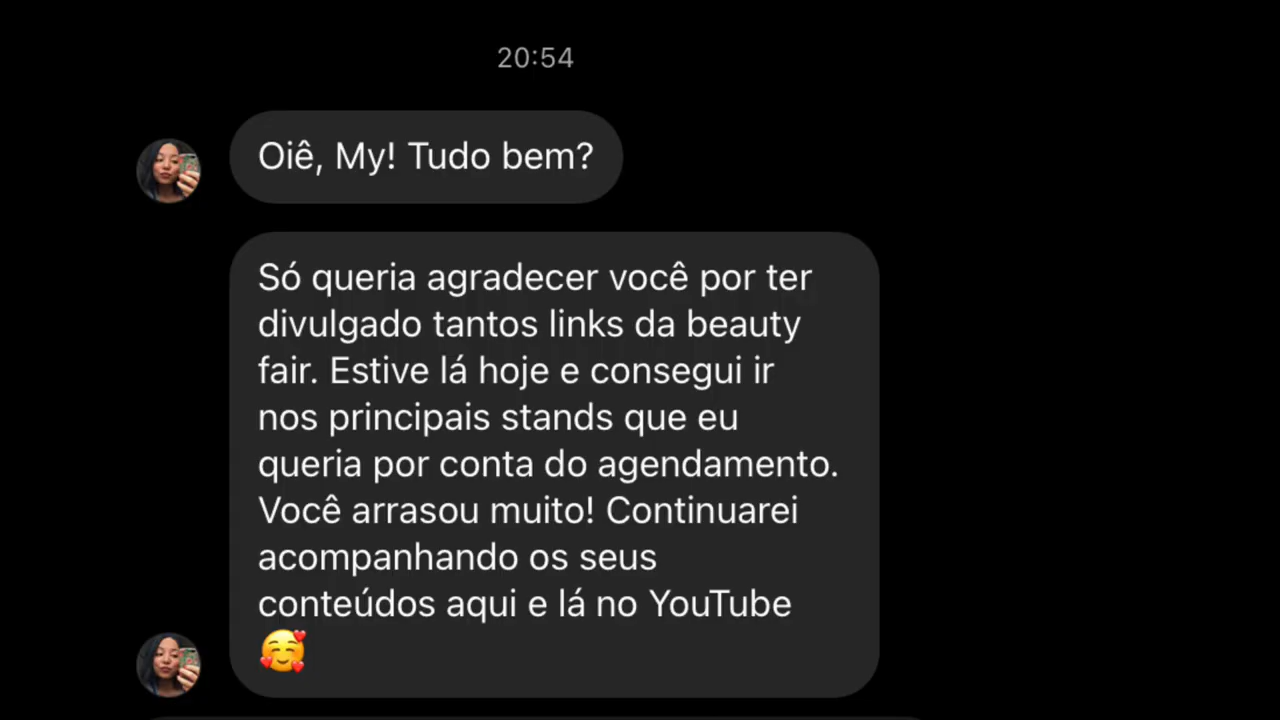 20:54
Oiê, My! Tudo bem?
Só queria agradecer você por ter
divulgado tantos links da beauty
fair. Estive lá hoje e consegui ir
nos principais stands que eu
queria por conta do agendamento.
Você arrasou muito! Continuarei
acompanhando os seus
conteúdos aqui e lá no YouTube
🥰